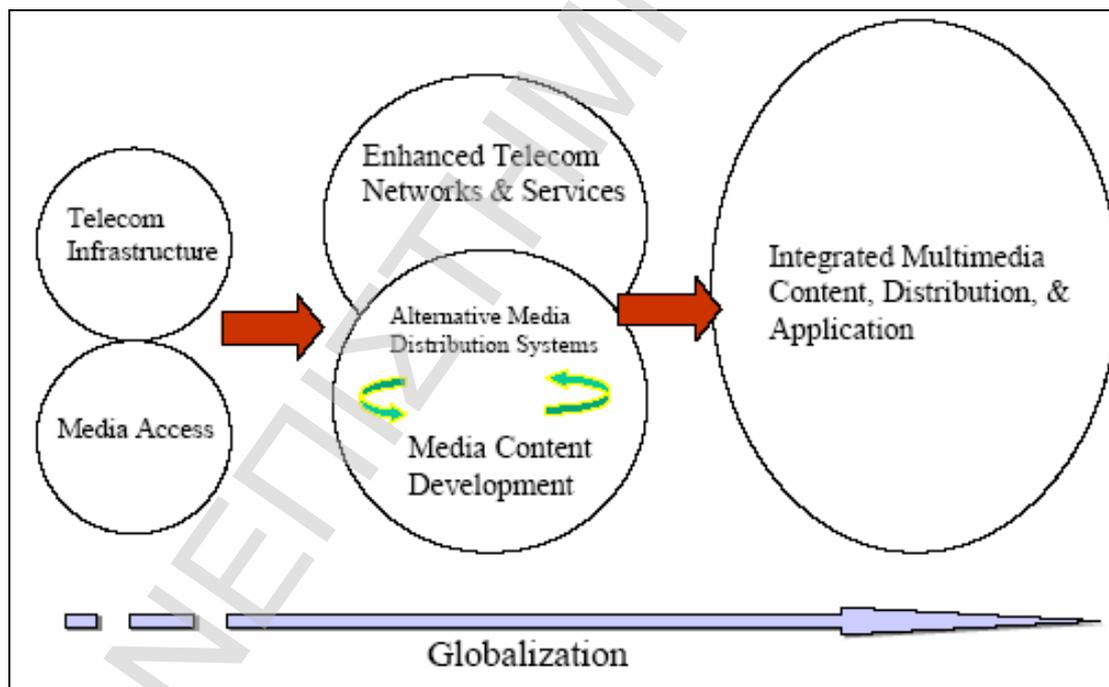 Telecom
Infrastructure
Media Access
Enhanced Telecom
Networks & Services
Alternative Media
Distribution Systems
Media Content
Development
Integrated Multimedia
Content, Distribution, &
Application
Globalization
ΝΕΠΙΣΤΗΜΙ